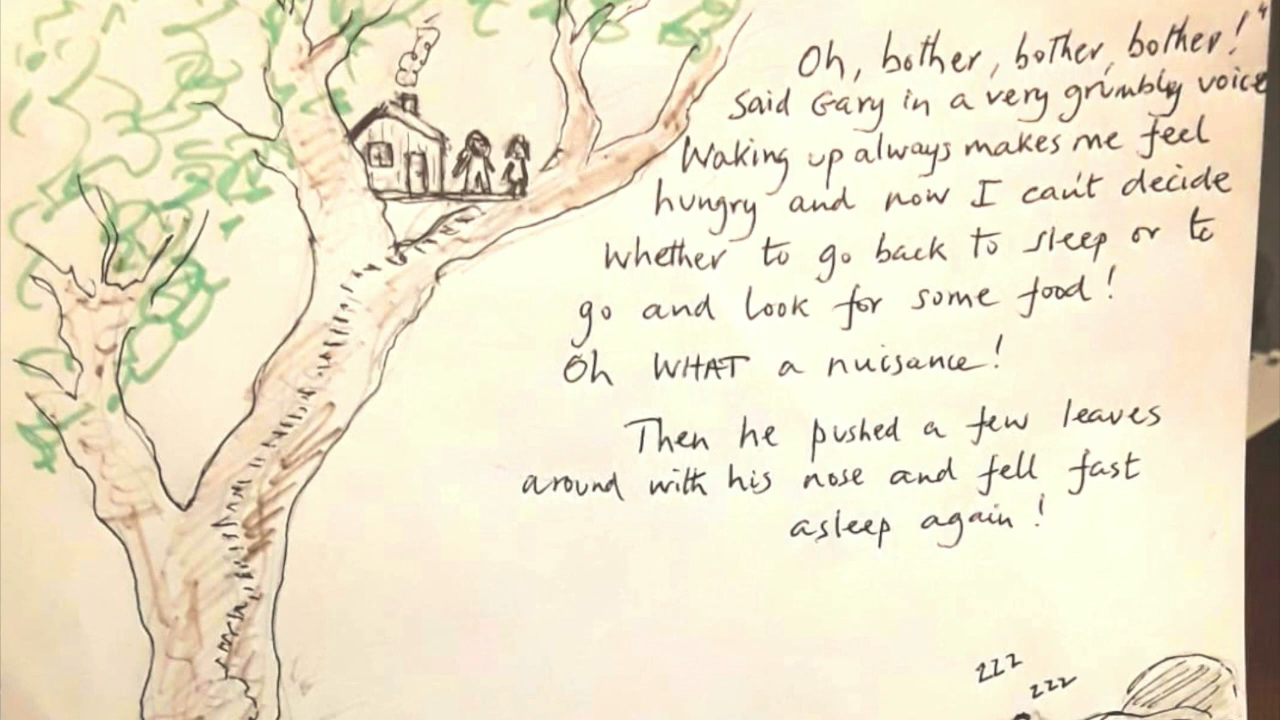 Oh, bother, bother, bother!"
said Gary in a very grumbly voice
Waking up always makes me feel
hungry and now I can't decide
whether to go back to sleep or to
go and look for some food!
Oh WHAT a nuisance!
Then he pushed a few leaves
around with his nose and fell fast
asleep again!
zzz
zzz